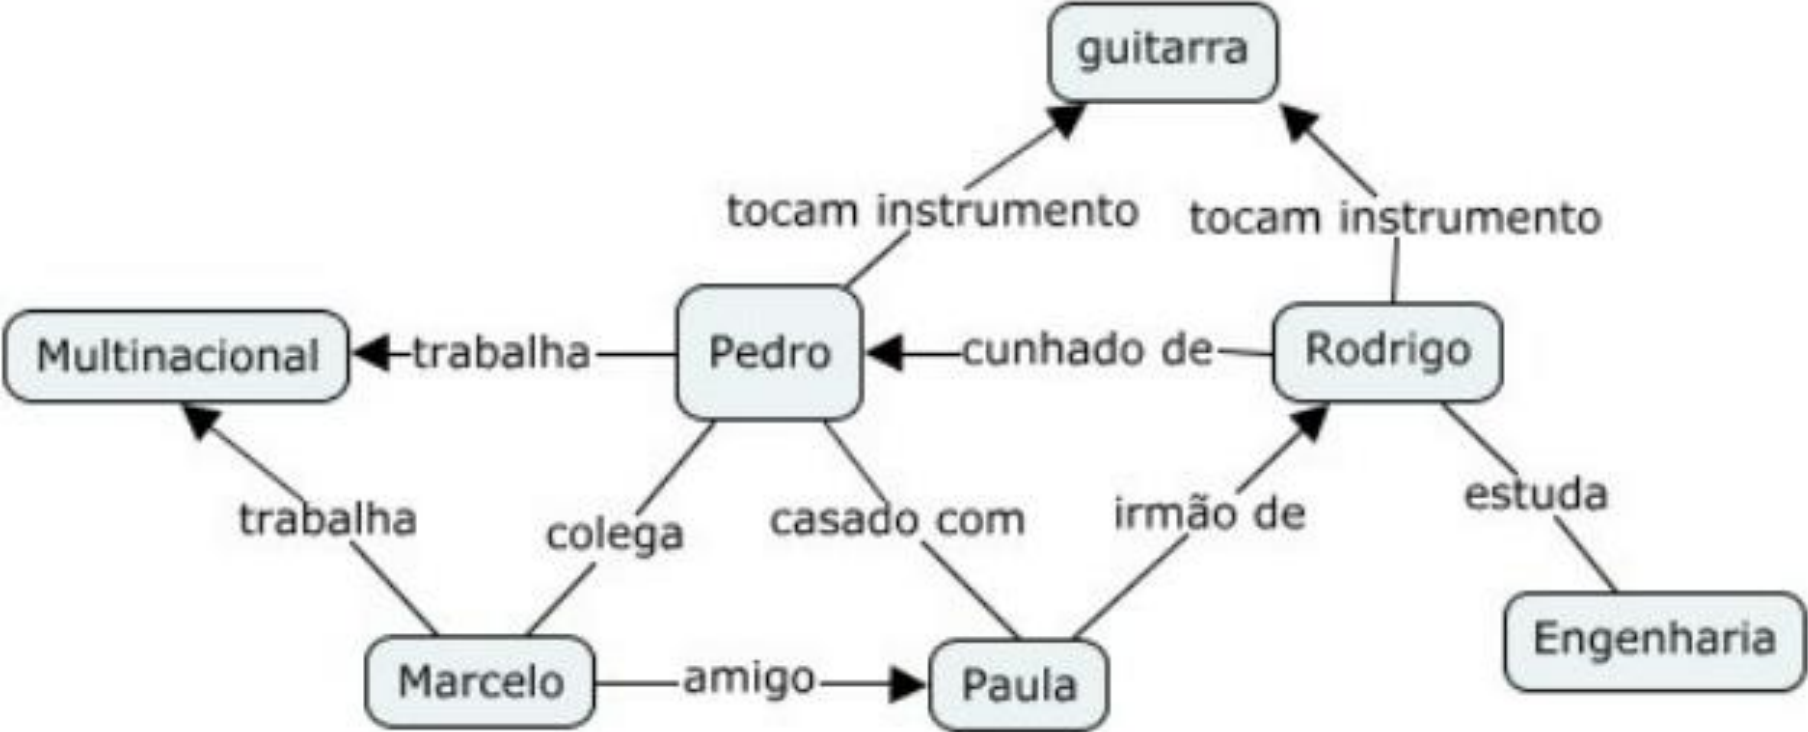 guitarra
tocam instrumento
tocam instrumento
Multinacional
trabalha
Pedro
cunhado de
Rodrigo
trabalha
colega
casado com
irmão de
estuda
Marcelo
amigo
Paula
Engenharia